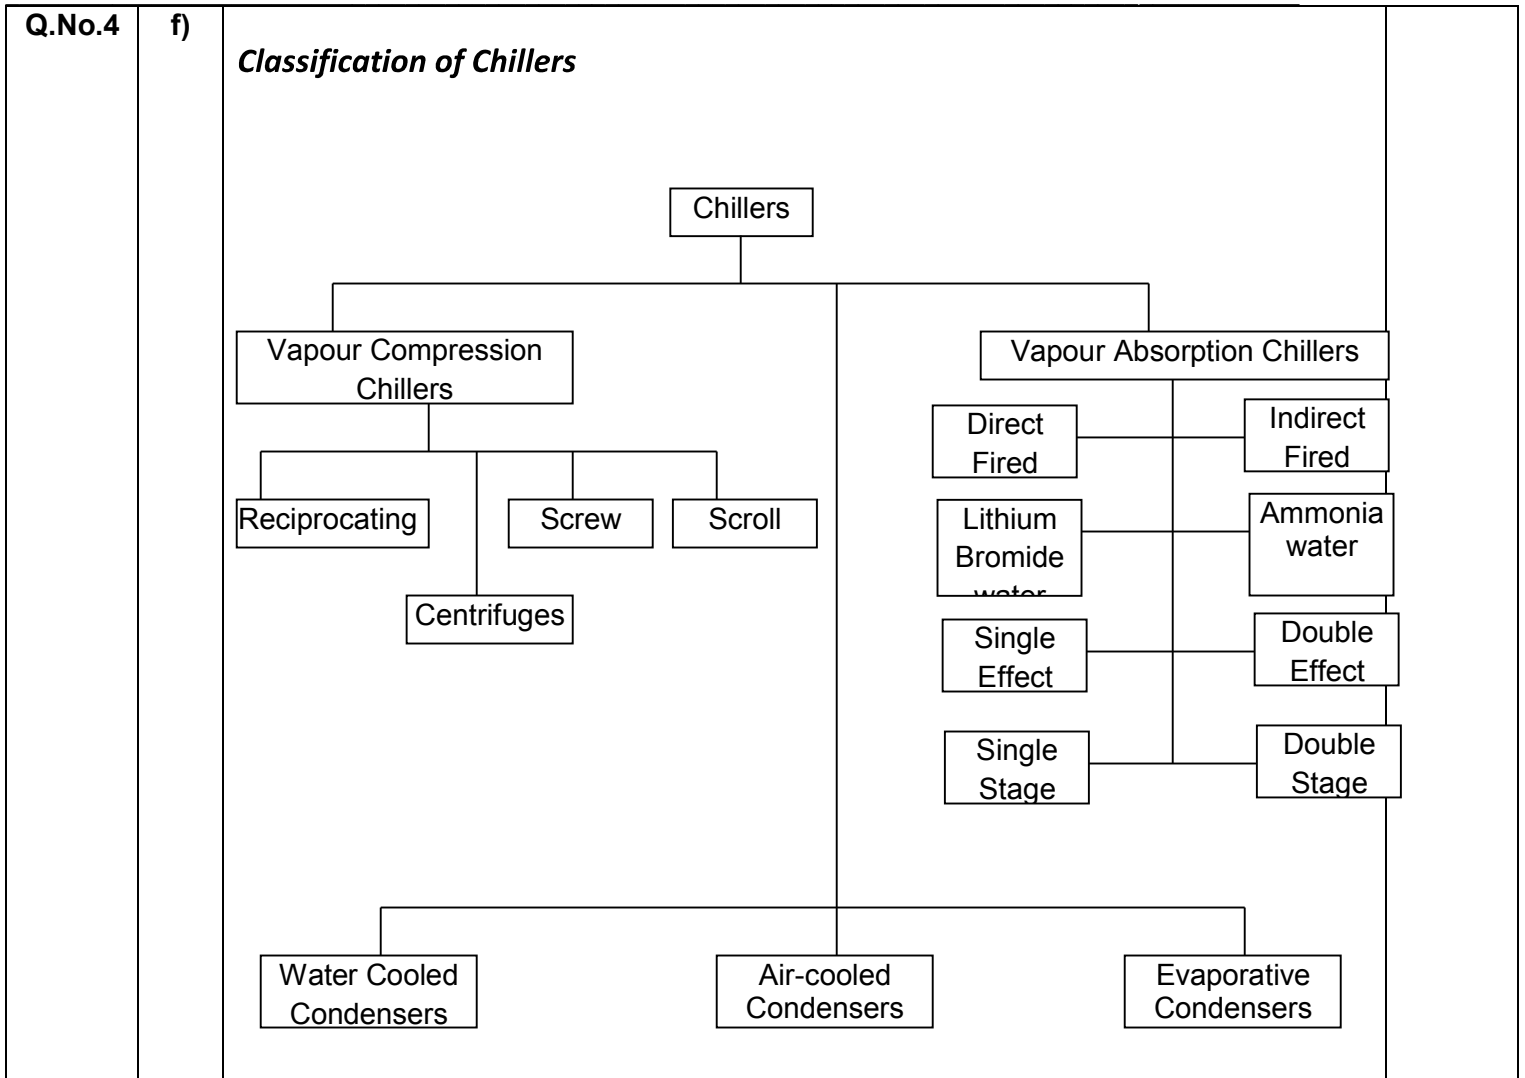 Q.No.4
f)
Classification of Chillers
Chillers
Vapour Compression
Chillers
Vapour Absorption Chillers
Direct
Fired
Indirect
Fired
Reciprocating
Screw
Scroll
Lithium
Bromide
water
Ammonia
water
Centrifuges
Single
Effect
Double
Effect
Single
Stage
Double
Stage
Water Cooled
Condensers
Air-cooled
Condensers
Evaporative
Condensers